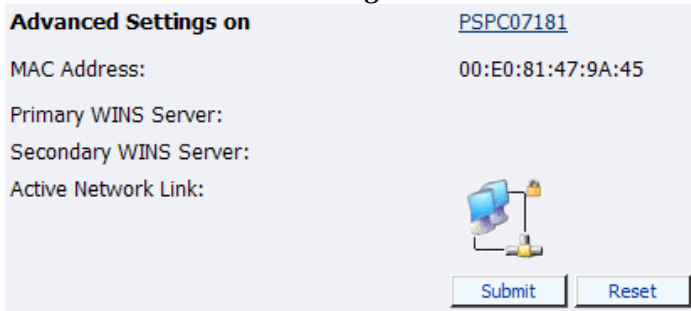 Advanced Settings on PSPC07181
MAC Address: 00:E0:81:47:9A:45
Primary WINS Server:
Secondary WINS Server:
Active Network Link:
Submit Reset